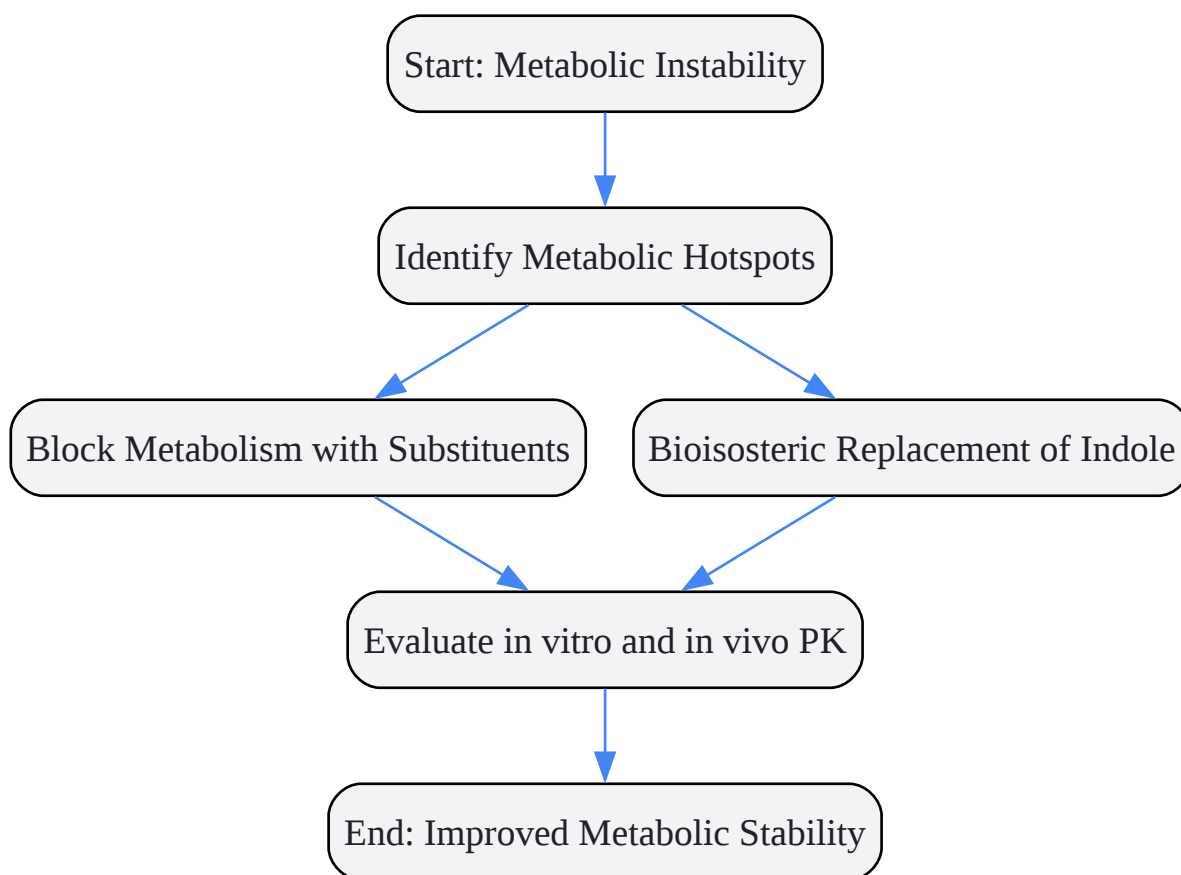 Start: Metabolic Instability
Identify Metabolic Hotspots
Block Metabolism with Substituents
Bioisosteric Replacement of Indole
Evaluate in vitro and in vivo PK
End: Improved Metabolic Stability